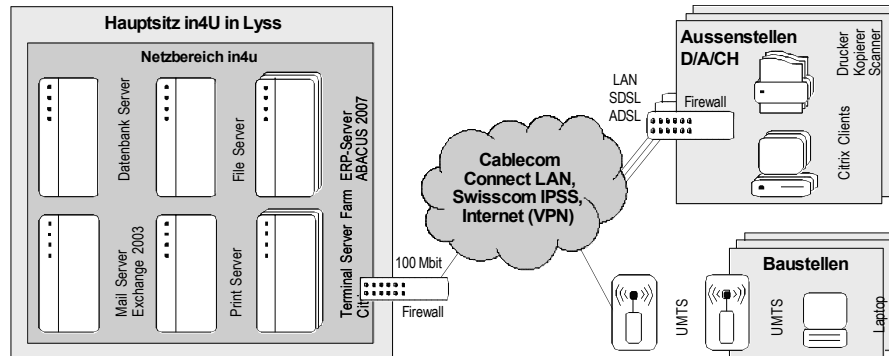 Hauptsitz in4U in Lyss
Netzbereich in4u
Datenbank Server
File Server
ERP-Server
ABACUS 2007
Mail Server
Exchange 2003
Print Server
Terminal Server Farm
100 Mbit
Firewall
Cablecom
Connect LAN,
Swisscom IPSS,
Internet (VPN)
LAN
SDSL
ADSL
Firewall
Aussenstellen
D/A/CH
Drucker
Kopierer
Scanner
Citrix Clients
UMTS
UMTS
Baustellen
Laptop